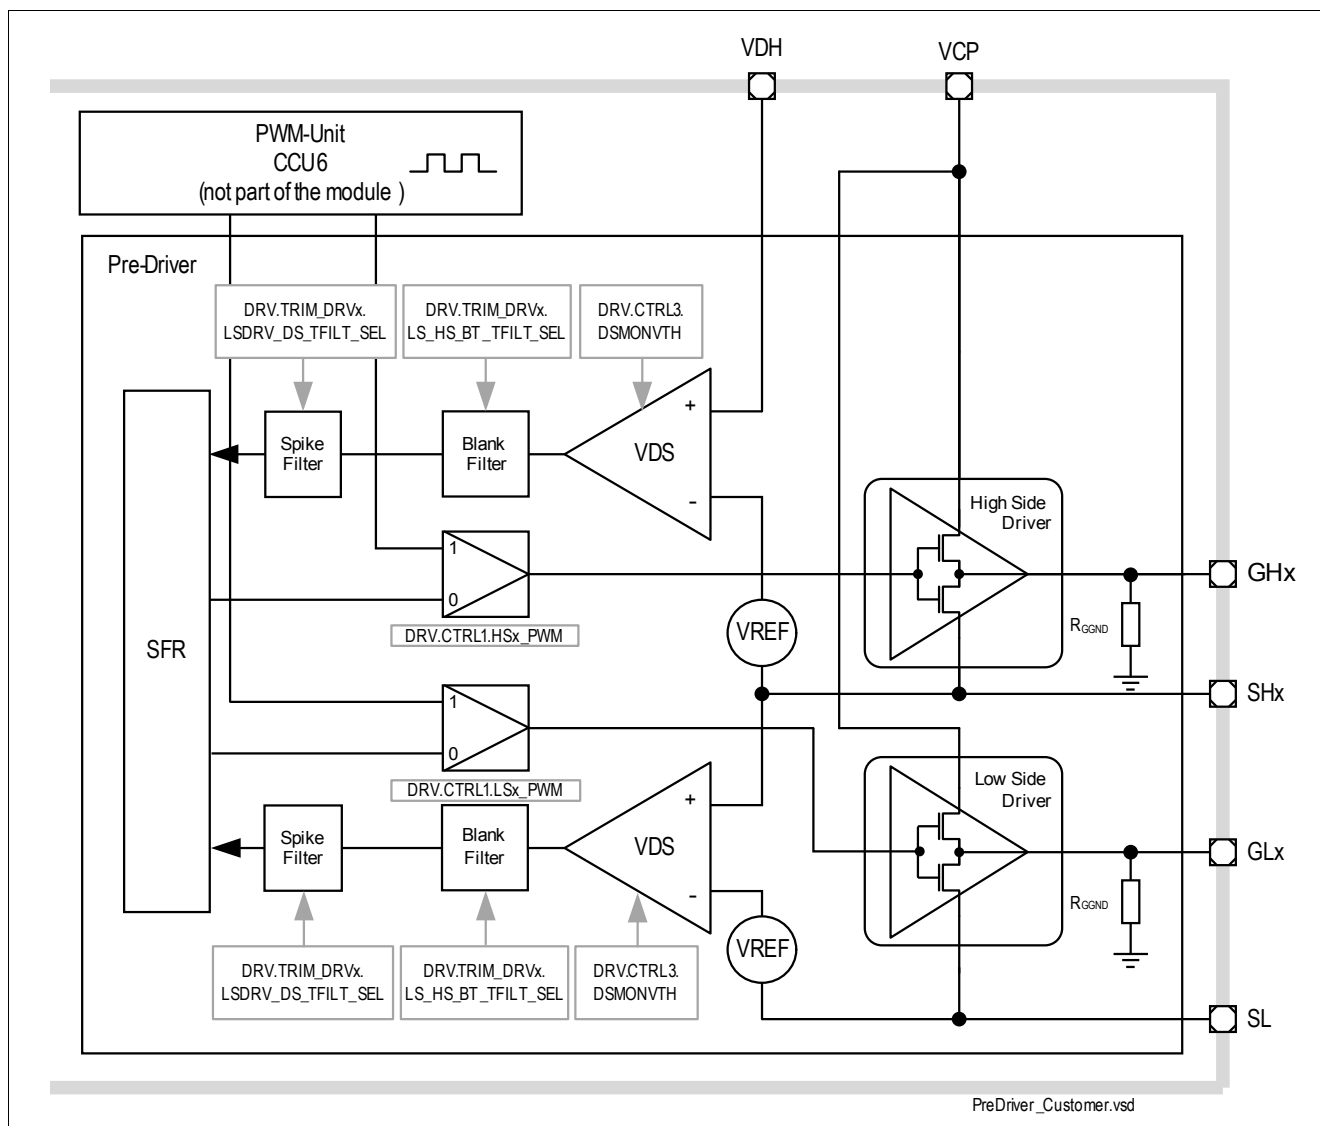 VDH
VCP
PWM-Unit
CCU6
(not part of the module )
Pre-Driver
DRV.TRIM_DRVx.
LSDRV_DS_TFILT_SEL
DRV.TRIM_DRVx.
LS_HS_BT_TFILT_SEL
DRV.CTRL3.
DSMONVTH
+
Spike
Filter
Blank
Filter
VDS
-
High Side
Driver
1
0
GHx
DRV.CTRL1.HSx_PWM
VREF
RGGND
SFR
SHx
1
0
DRV.CTRL1.LSx_PWM
Low Side
Driver
+
Spike
Filter
Blank
Filter
VDS
-
GLx
RGGND
VREF
DRV.TRIM_DRVx.
LSDRV_DS_TFILT_SEL
DRV.TRIM_DRVx.
LS_HS_BT_TFILT_SEL
DRV.CTRL3.
DSMONVTH
SL
PreDriver_Customer.vsd